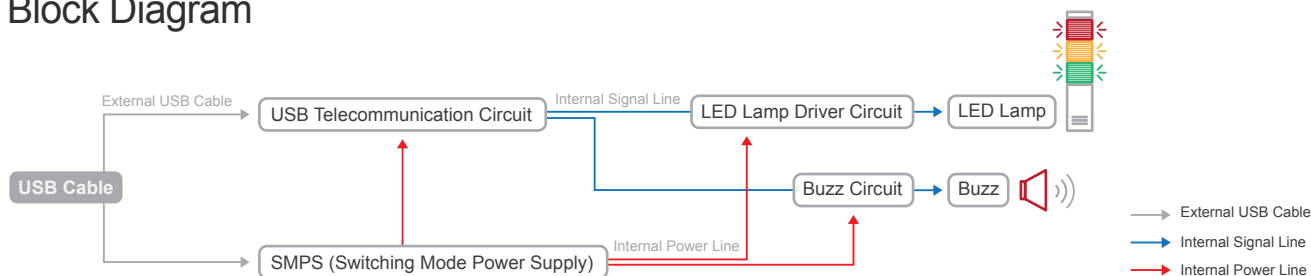 Block Diagram
External USB Cable
USB Telecommunication Circuit
Internal Signal Line
LED Lamp Driver Circuit
LED Lamp
USB Cable
Buzz Circuit
Buzz
SMPS (Switching Mode Power Supply)
Internal Power Line
External USB Cable
Internal Signal Line
Internal Power Line